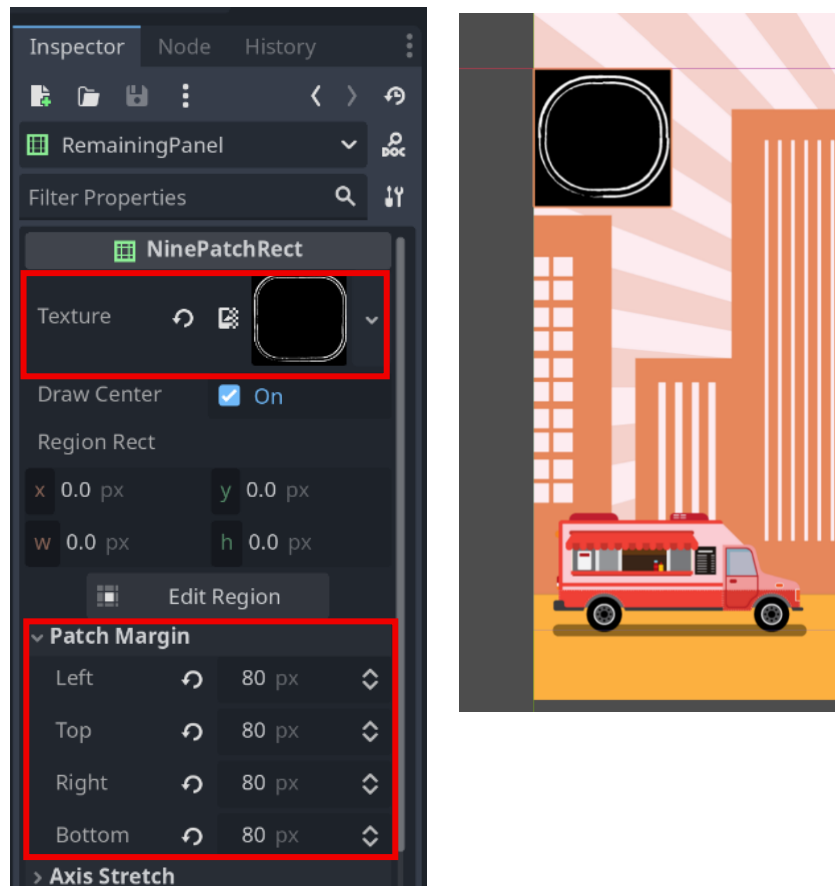 Inspector Node History
RemainingPanel
DOC
Filter Properties
NinePatchRect
Texture
Draw Center On
Region Rect
x 0.0 px y 0.0 px
w 0.0 px h 0.0 px
Edit Region
Patch Margin
Left 80 px
Top 80 px
Right 80 px
Bottom 80 px
Axis Stretch